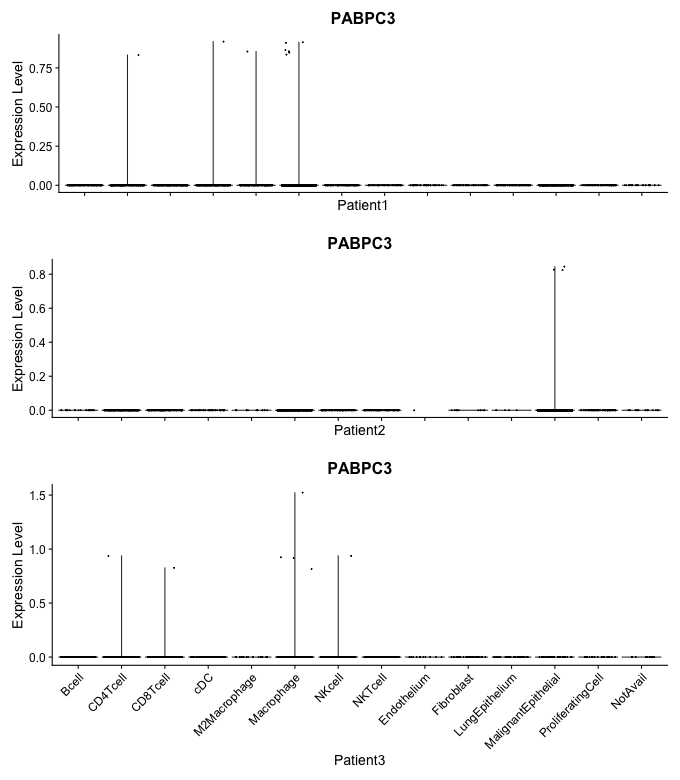 PABPC3
Expression Level
0.75
0.50
0.25
0.00
Patient1
PABPC3
Expression Level
0.8
0.6
0.4
0.2
0.0
Patient2
PABPC3
Expression Level
1.5
1.0
0.5
0.0
Bcell
CD4Tcell
CD8Tcell
cDC
M2Macrophage
Macrophage
NKcell
NKTcell
Endothelium
Fibroblast
LungEpithelium
MalignantEpithelial
ProliferatingCell
NotAvail
Patient3